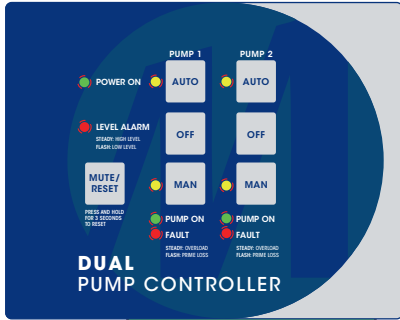 PUMP 1 PUMP 2
POWER ON AUTO AUTO
LEVEL ALARM
STEADY: HIGH LEVEL
FLASH: LOW LEVEL
OFF OFF
MUTE/
RESET
MAN MAN
PRESS AND HOLD
FOR 3 SECONDS
TO RESET
PUMP ON PUMP ON
FAULT FAULT
STEADY: OVERLOAD STEADY: OVERLOAD
FLASH: PRIME LOSS FLASH: PRIME LOSS
DUAL
PUMP CONTROLLER